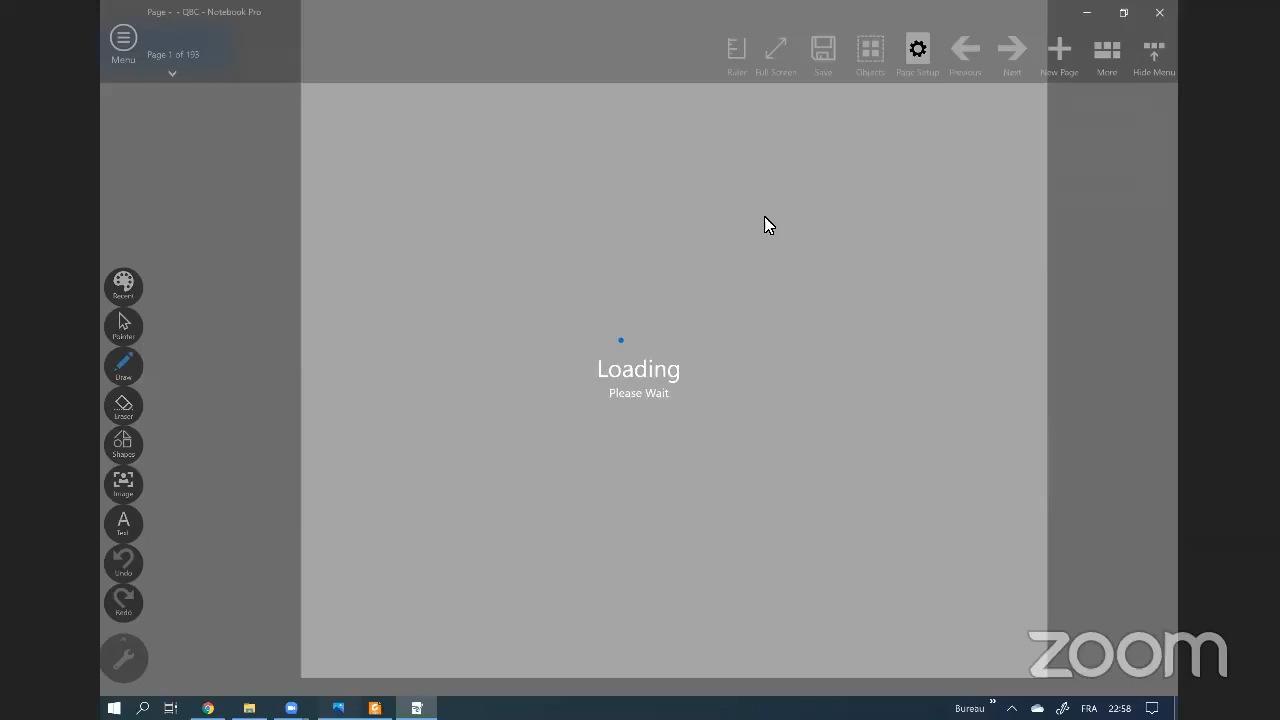 Page - - QBC - Notebook Pro
Menu
Page 1 of 193
Ruler
Full Screen
Save
Objects
Page Setup
Previous
Next
New Page
More
Hide Menu
Recent
Pointer
Draw
Eraser
Shapes
Image
A
Text
Undo
Redo
Loading
Please Wait
zoom
Bureau
FRA
22:58